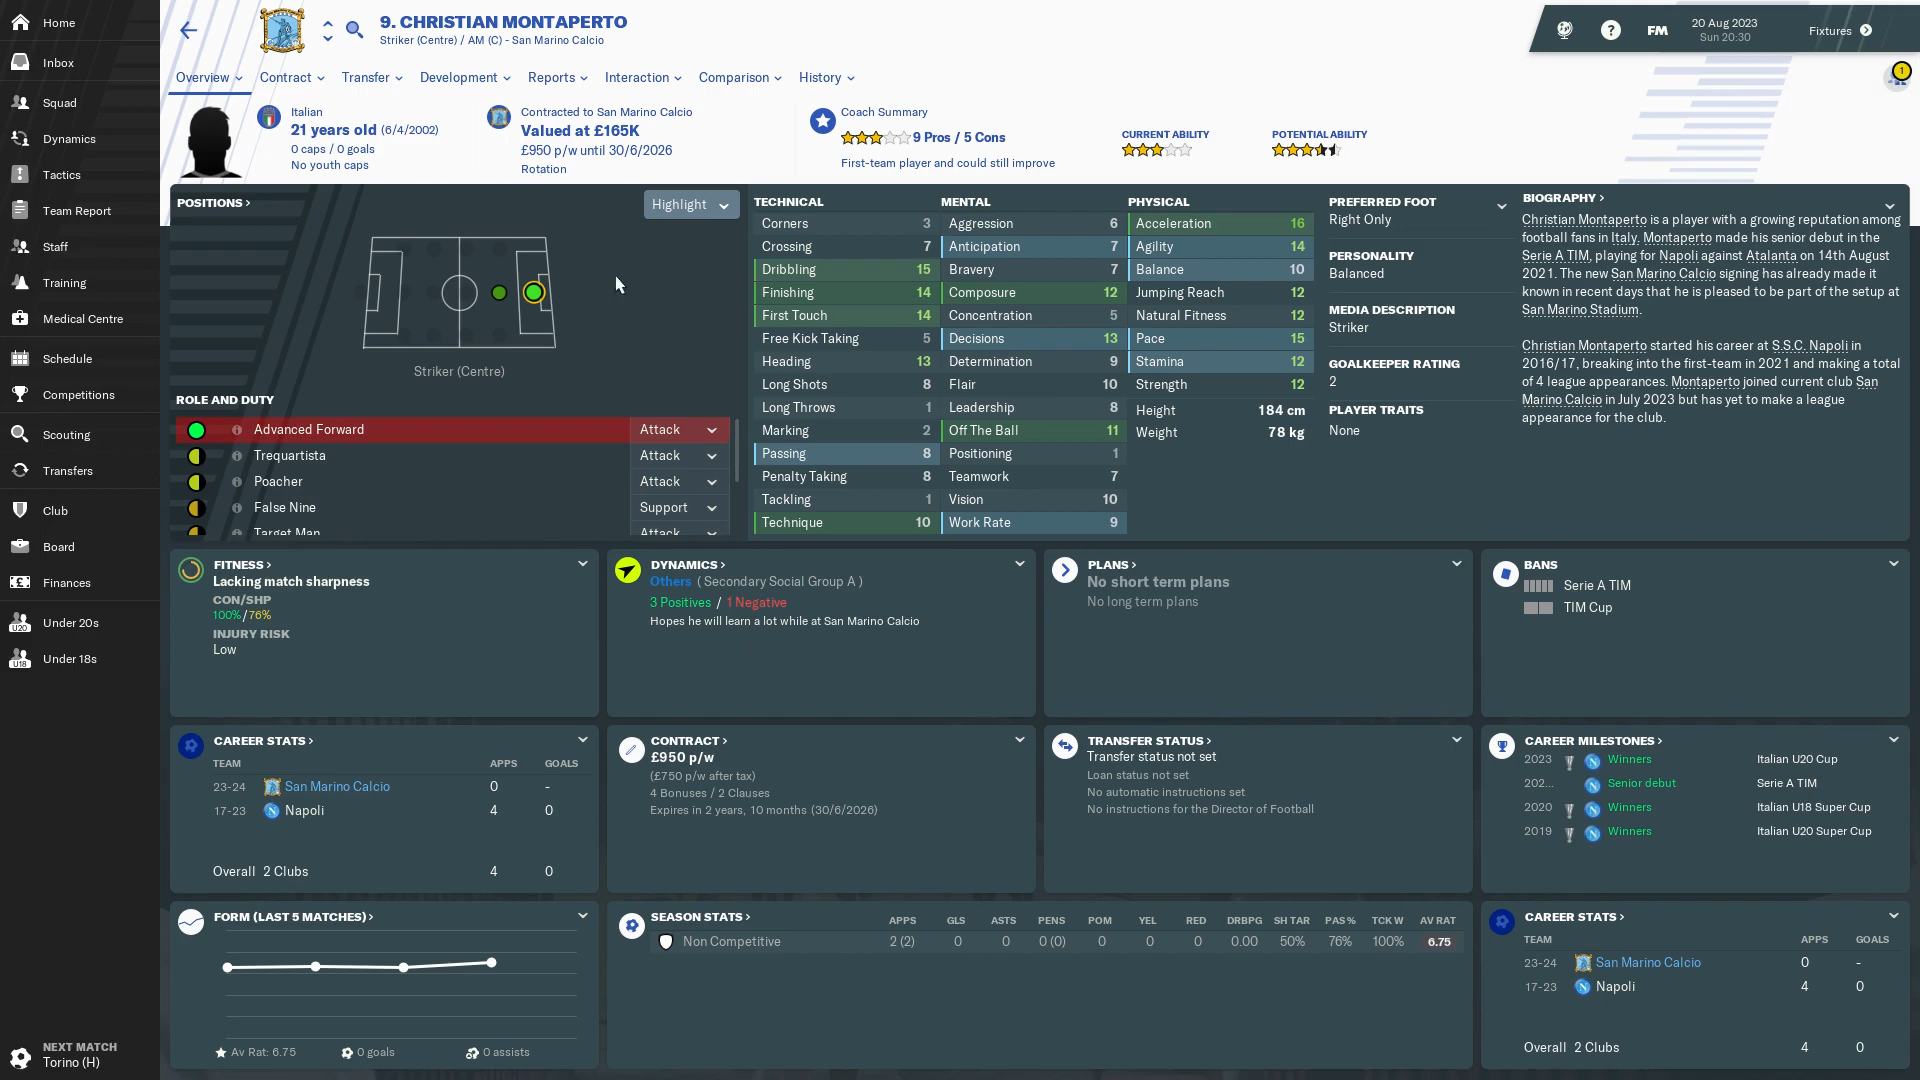 Home
Inbox
Squad
Dynamics
Tactics
Team Report
Staff
Training
Medical Centre
Schedule
Competitions
Scouting
Transfers
Club
Board
Finances
Under 20s
Under 18s
NEXT MATCH
Torino (H)
9. CHRISTIAN MONTAPERTO
Striker (Centre) / AM (C) - San Marino Calcio
FM
20 Aug 2023
Sun 20:30
Fixtures
1
Overview Contract Transfer Development Reports Interaction Comparison History
Italian
21 years old (6/4/2002)
0 caps / 0 goals
No youth caps
Contracted to San Marino Calcio
Valued at £165K
£950 p/w until 30/6/2026
Rotation
Coach Summary
9 Pros / 5 Cons
First-team player and could still improve
CURRENT ABILITY
POTENTIAL ABILITY
POSITIONS >
Highlight
Striker (Centre)
ROLE AND DUTY
Advanced Forward Attack
Trequartista Attack
Poacher Attack
False Nine Support
Target Man Attack
TECHNICAL
Corners 3
Crossing 7
Dribbling 15
Finishing 14
First Touch 14
Free Kick Taking 5
Heading 13
Long Shots 8
Long Throws 1
Marking 2
Passing 8
Penalty Taking 8
Tackling 1
Technique 10
MENTAL
Aggression 6
Anticipation 7
Bravery 7
Composure 12
Concentration 5
Decisions 13
Determination 9
Flair 10
Leadership 8
Off The Ball 11
Positioning 1
Teamwork 7
Vision 10
Work Rate 9
PHYSICAL
Acceleration 16
Agility 14
Balance 10
Jumping Reach 12
Natural Fitness 12
Pace 15
Stamina 12
Strength 12
Height 184 cm
Weight 78 kg
PREFERRED FOOT
Right Only
PERSONALITY
Balanced
MEDIA DESCRIPTION
Striker
GOALKEEPER RATING
2
PLAYER TRAITS
None
BIOGRAPHY >
Christian Montaperto is a player with a growing reputation among
football fans in Italy. Montaperto made his senior debut in the
Serie A TIM, playing for Napoli against Atalanta on 14th August
2021. The new San Marino Calcio signing has already made it
known in recent days that he is pleased to be part of the setup at
San Marino Stadium.
Christian Montaperto started his career at S.S.C. Napoli in
2016/17, breaking into the first-team in 2021 and making a total
of 4 league appearances. Montaperto joined current club San
Marino Calcio in July 2023 but has yet to make a league
appearance for the club.
FITNESS >
Lacking match sharpness
CON/SHP
100%/76%
INJURY RISK
Low
DYNAMICS >
Others ( Secondary Social Group A )
3 Positives / 1 Negative
Hopes he will learn a lot while at San Marino Calcio
PLANS >
No short term plans
No long term plans
BANS
Serie A TIM
TIM Cup
CAREER STATS >
TEAM APPS GOALS
23-24 San Marino Calcio 0 -
17-23 Napoli 4 0
Overall 2 Clubs 4 0
CONTRACT >
£950 p/w
(£750 p/w after tax)
4 Bonuses / 2 Clauses
Expires in 2 years, 10 months (30/6/2026)
TRANSFER STATUS >
Transfer status not set
Loan status not set
No automatic instructions set
No instructions for the Director of Football
CAREER MILESTONES >
2023 Winners Italian U20 Cup
202... Senior debut Serie A TIM
2020 Winners Italian U18 Super Cup
2019 Winners Italian U20 Super Cup
FORM (LAST 5 MATCHES) >
Av Rat: 6.75 0 goals 0 assists
SEASON STATS > APPS GLS ASTS PENS POM YEL RED DRBPG SH TAR PAS % TCK W AV RAT
Non Competitive 2 (2) 0 0 0 (0) 0 0 0 0.00 50% 76% 100% 6.75
CAREER STATS >
TEAM APPS GOALS
23-24 San Marino Calcio 0 -
17-23 Napoli 4 0
Overall 2 Clubs 4 0